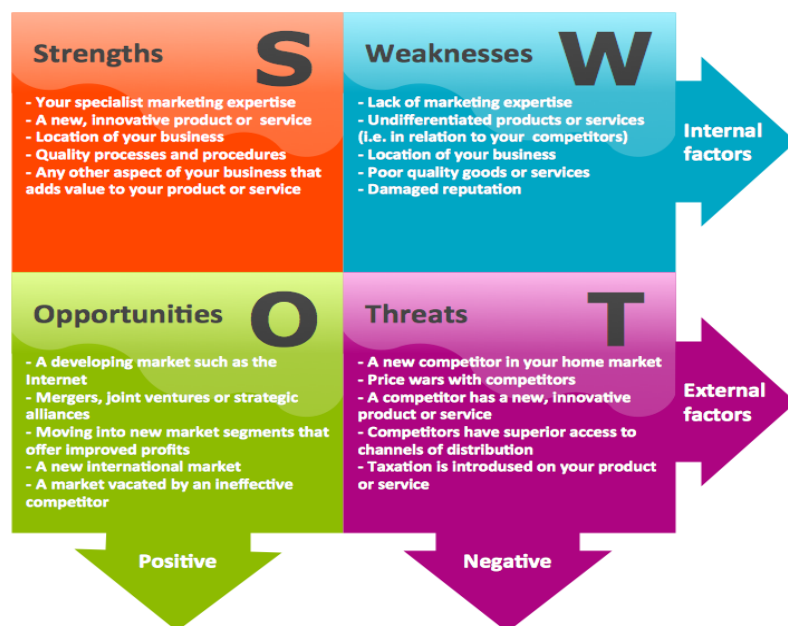 Strengths S
- Your specialist marketing expertise
- A new, innovative product or service
- Location of your business
- Quality processes and procedures
- Any other aspect of your business that
adds value to your product or service
Weaknesses W
- Lack of marketing expertise
- Undifferentiated products or services
(i.e. in relation to your competitors)
- Location of your business
- Poor quality goods or services
- Damaged reputation
Internal
factors
Opportunities O
- A developing market such as the
Internet
- Mergers, joint ventures or strategic
alliances
- Moving into new market segments that
offer improved profits
- A new international market
- A market vacated by an ineffective
competitor
Threats T
- A new competitor in your home market
- Price wars with competitors
- A competitor has a new, innovative
product or service
- Competitors have superior access to
channels of distribution
- Taxation is introdused on your product
or service
External
factors
Positive
Negative